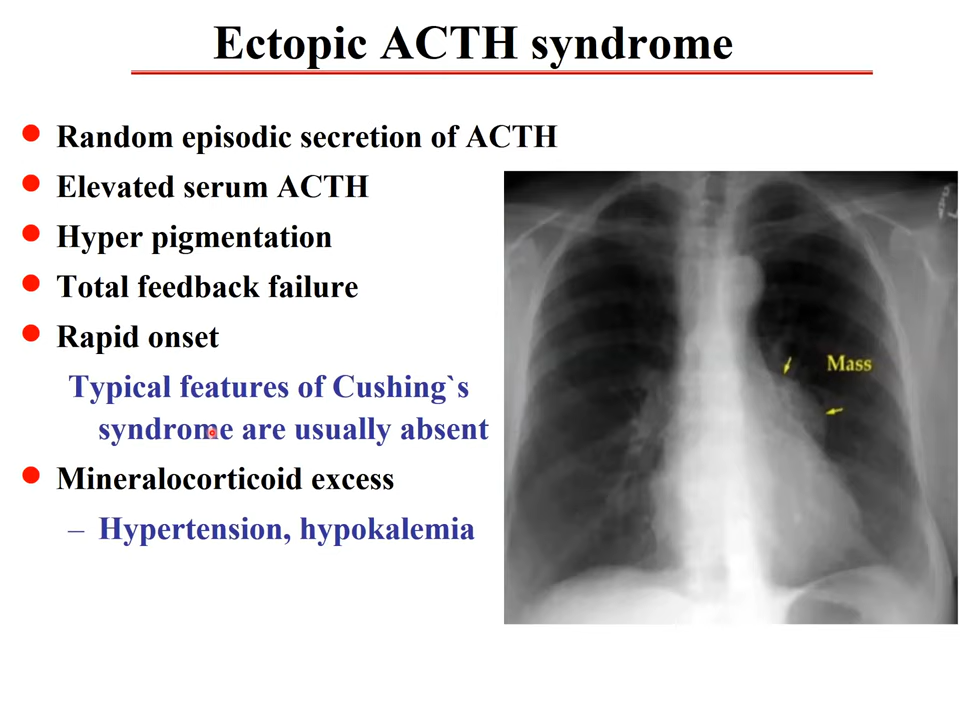 Ectopic ACTH syndrome
Random episodic secretion of ACTH
Elevated serum ACTH
Hyper pigmentation
Total feedback failure
Rapid onset
Typical features of Cushing`s
syndrome are usually absent
Mineralocorticoid excess
– Hypertension, hypokalemia
Mass